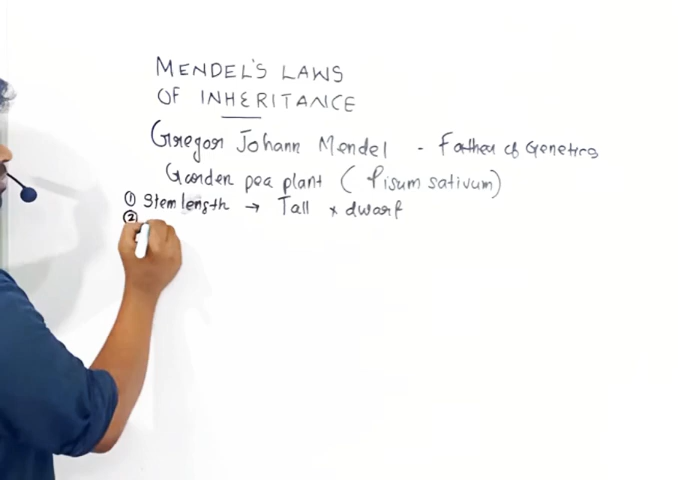 MENDEL'S LAWS
OF INHERITANCE
Gregor Johann Mendel - Father of Genetics
Garden pea plant (Pisum sativum)
① Stem length → Tall x dwarf
②